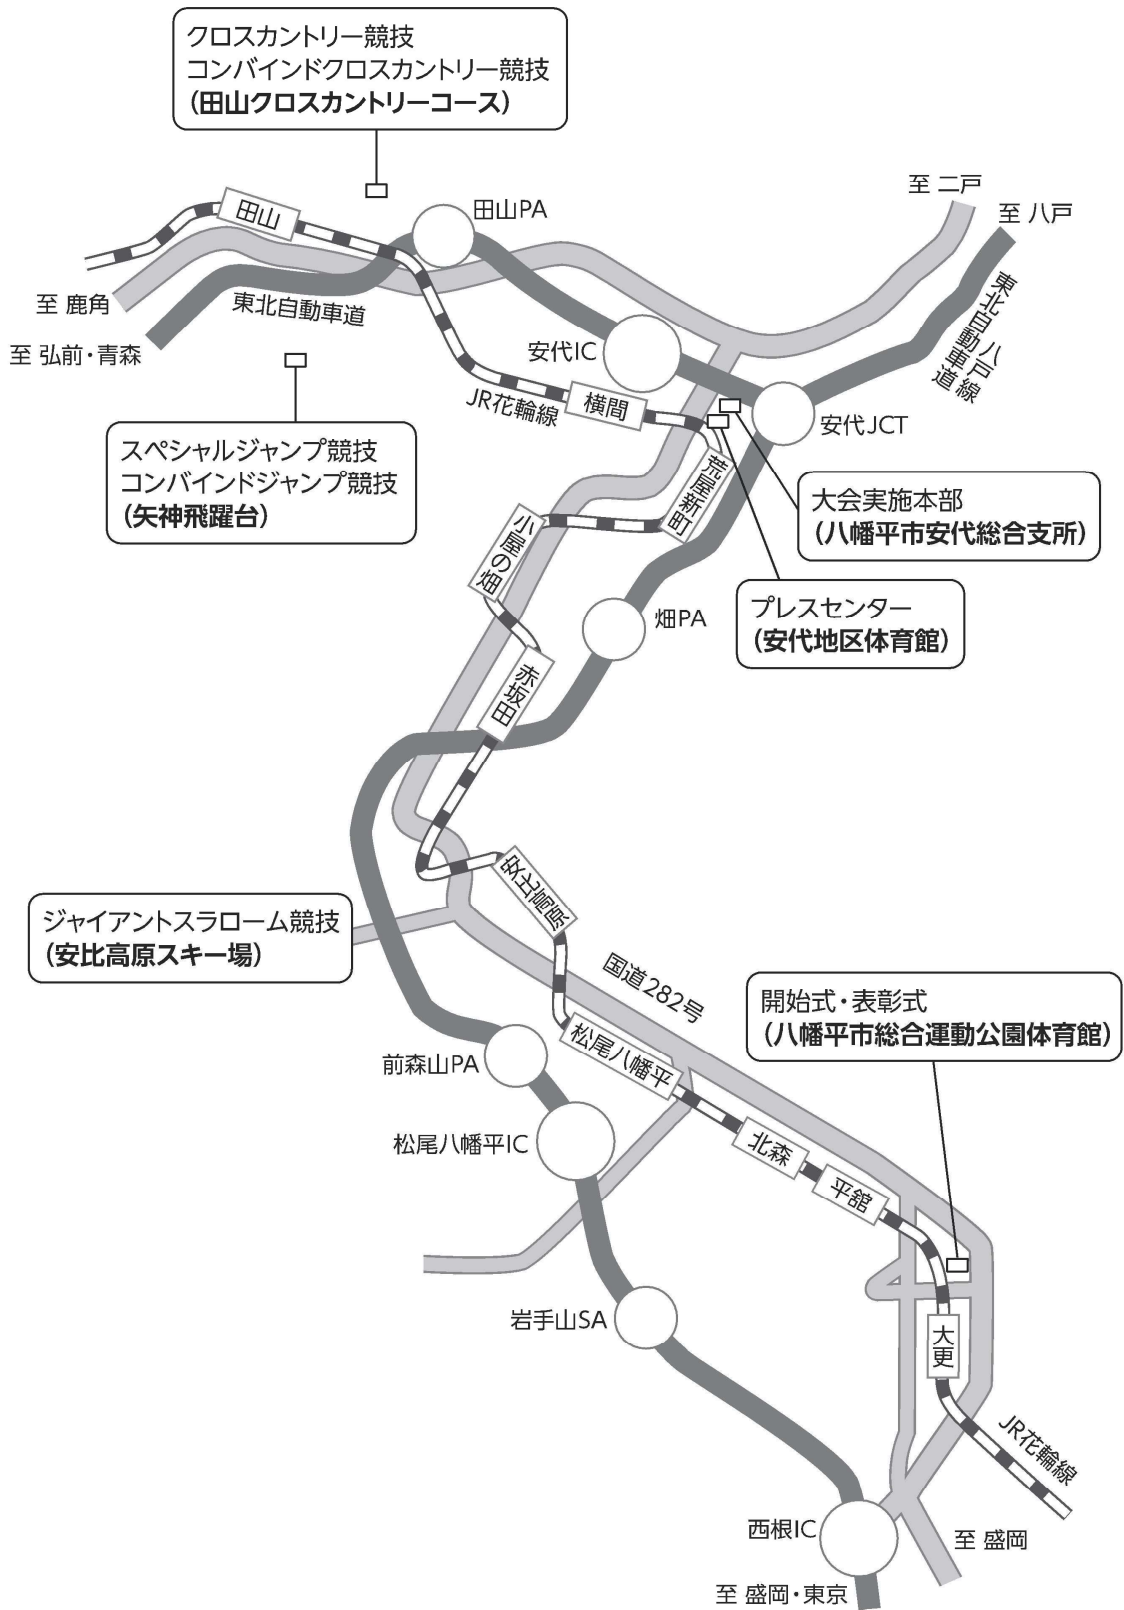 クロスカントリー競技
コンバインドクロスカントリー競技
（田山クロスカントリーコース）
至 二戸
至 八戸
田山
田山PA
至 鹿角
東北自動車道
至 弘前・青森
安代IC
東北自動車道
八戸線
JR花輪線
横間
安代JCT
スペシャルジャンプ競技
コンバインドジャンプ競技
（矢神飛躍台）
荒屋新町
大会実施本部
（八幡平市安代総合支所）
小屋の畑
プレスセンター
（安代地区体育館）
畑PA
赤坂田
安比高原
ジャイアントスラローム競技
（安比高原スキー場）
国道282号
開始式・表彰式
（八幡平市総合運動公園体育館）
松尾八幡平
前森山PA
松尾八幡平IC
北森
平舘
岩手山SA
大更
JR花輪線
西根IC
至 盛岡
至 盛岡・東京